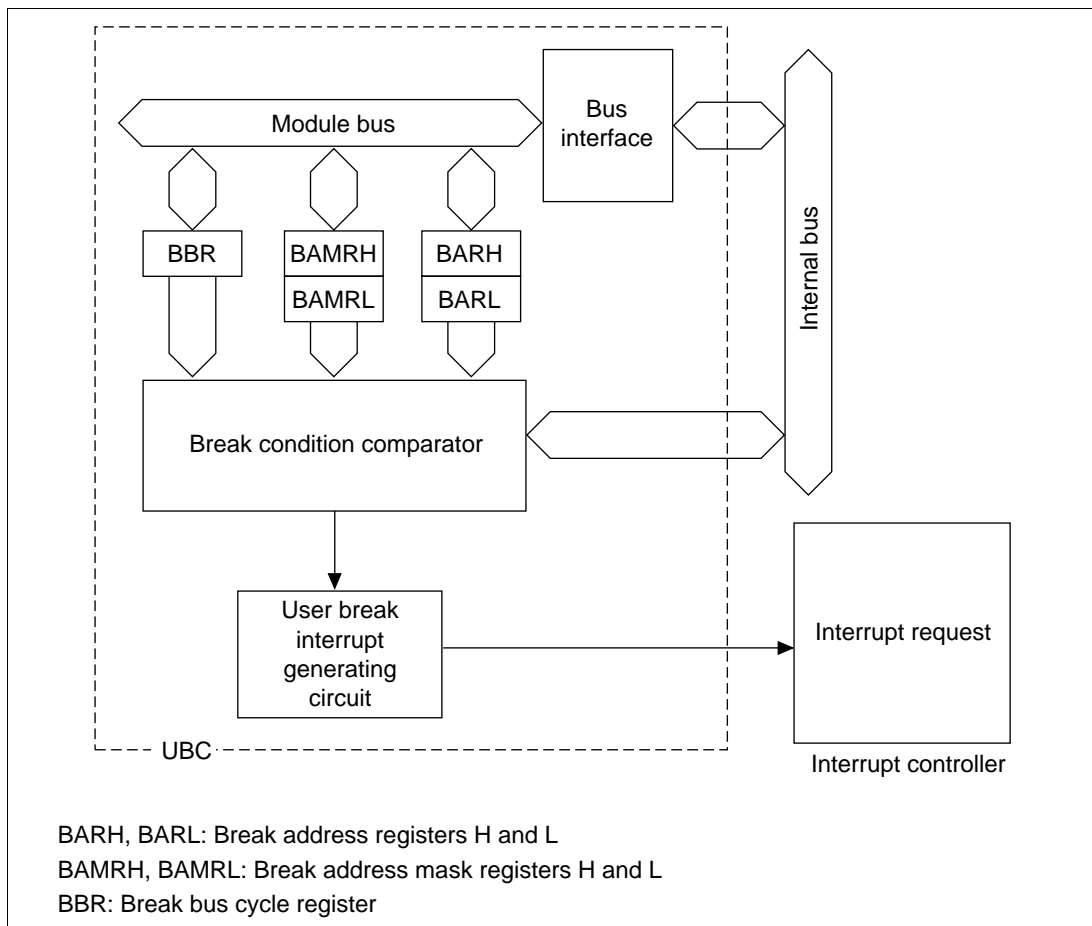 Bus
interface
Module bus
BBR
BAMRH
BARH
BAMRL
BARL
Internal bus
Break condition comparator
User break
interrupt
generating
circuit
Interrupt request
UBC
Interrupt controller
BARH, BARL: Break address registers H and L
BAMRH, BAMRL: Break address mask registers H and L
BBR: Break bus cycle register